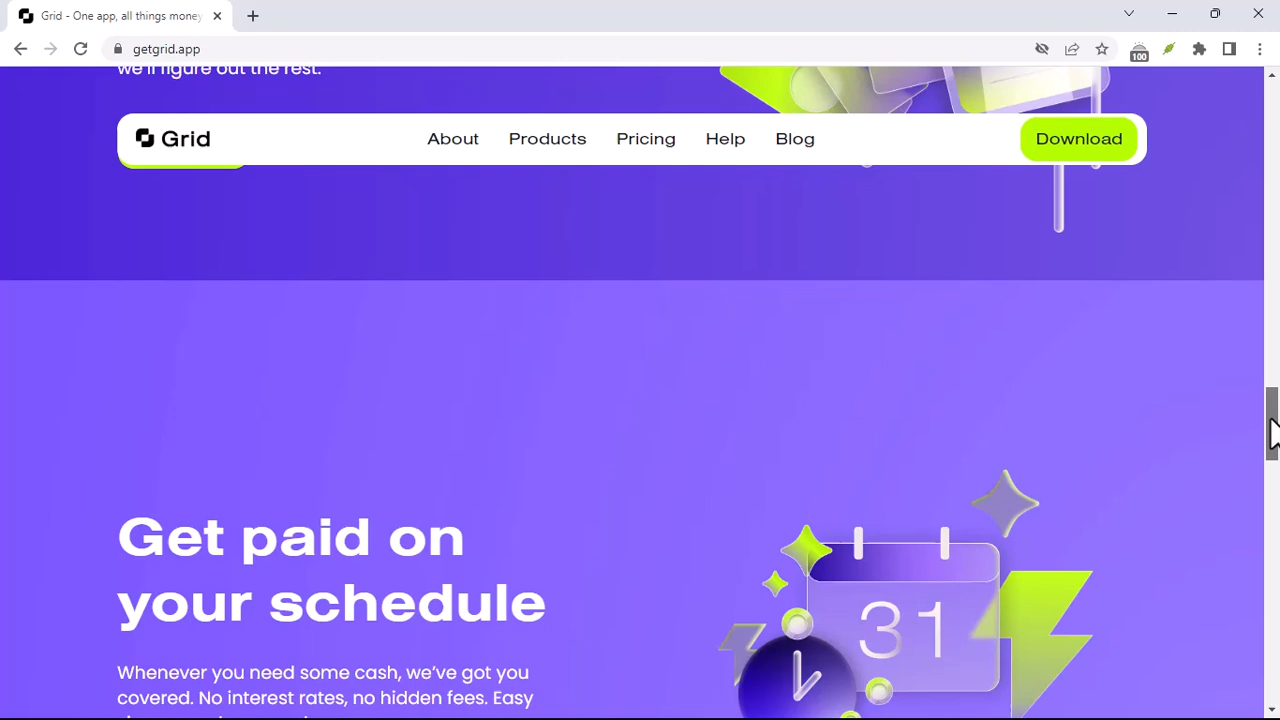 Grid - One app, all things money
getgrid.app
100
we'll figure out the rest.
Grid
About
Products
Pricing
Help
Blog
Download
Get paid on
your schedule
31
Whenever you need some cash, we've got you
covered. No interest rates, no hidden fees. Easy